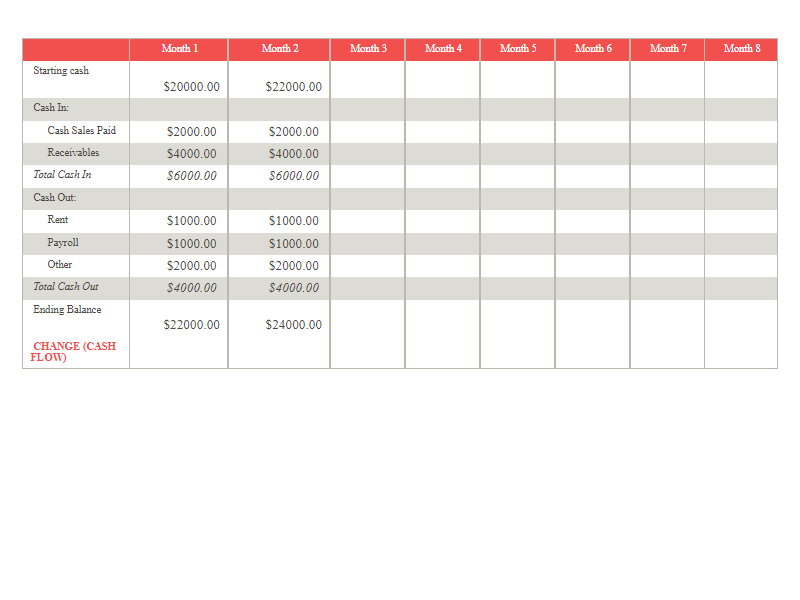 Month 1 Month 2 Month 3 Month 4 Month 5 Month 6 Month 7 Month 8
Starting cash
$20000.00 $22000.00
Cash In:
Cash Sales Paid $2000.00 $2000.00
Receivables $4000.00 $4000.00
Total Cash In $6000.00 $6000.00
Cash Out:
Rent $1000.00 $1000.00
Payroll $1000.00 $1000.00
Other $2000.00 $2000.00
Total Cash Out $4000.00 $4000.00
Ending Balance
$22000.00 $24000.00
CHANGE (CASH
FLOW)